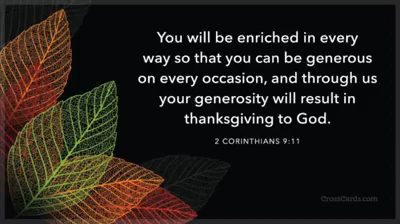 You will be enriched in every
way so that you can be generous
on every occasion, and through us
your generosity will result in
thanksgiving to God.
2 CORINTHIANS 9:11
CrossCards.com